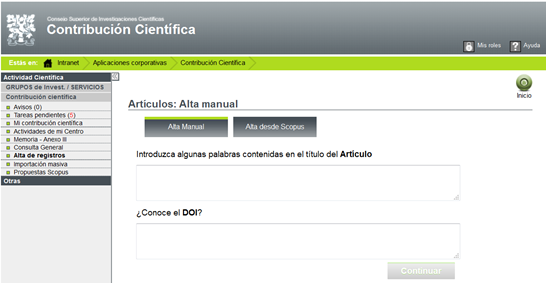 Consejo Superior de Investigaciones Científicas
Contribución Científica
Mis roles
Ayuda
Estás en: Intranet Aplicaciones corporativas Contribución Científica
Actividad Científica
GRUPOS de Invest. / SERVICIOS
Contribución científica
Avisos (0)
Tareas pendientes (5)
Mi contribución científica
Actividades de mi Centro
Memoria - Anexo III
Consulta General
Alta de registros
Importación masiva
Propuestas Scopus
Otras
Inicio
Artículos: Alta manual
Alta Manual
Alta desde Scopus
Introduzca algunas palabras contenidas en el título del Artículo
¿Conoce el DOI?
Continuar